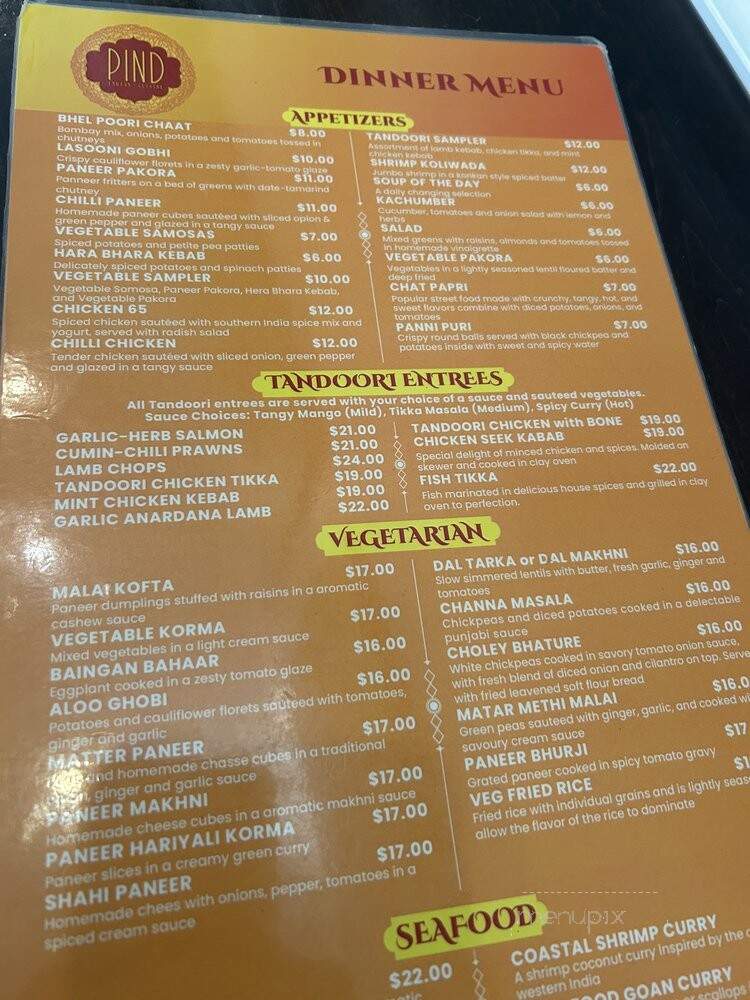 PIND
INDIAN CUISINE
DINNER MENU
APPETIZERS
BHEL POORI CHAAT $8.00
Bombay mix, onions, potatoes and tomatoes tossed in
chutneys
LASOONI GOBHI $10.00
Crispy cauliflower florets in a zesty garlic-tomato glaze
PANEER PAKORA $11.00
Panneer fritters on a bed of greens with date-tamarind
chutney
CHILLI PANEER $11.00
Homemade paneer cubes sautéed with sliced onion &
green pepper and glazed in a tangy sauce
VEGETABLE SAMOSAS $7.00
Spiced potatoes and petite pea patties
HARA BHARA KEBAB $6.00
Delicately spiced potatoes and spinach patties
VEGETABLE SAMPLER $10.00
Vegetable Samosa, Paneer Pakora, Hera Bhara Kebab,
and Vegetable Pakora
CHICKEN 65 $12.00
Spiced chicken sautéed with southern India spice mix and
yogurt, served with radish salad
CHILLI CHICKEN $12.00
Tender chicken sautéed with sliced onion, green pepper
and glazed in a tangy sauce
TANDOORI SAMPLER $12.00
Assortment of lamb kebab, chicken tikka, and mint
chicken kebab
SHRIMP KOLIWADA $12.00
Jumbo shrimp in a konkan style spiced batter
SOUP OF THE DAY $6.00
A daily changing selection
KACHUMBER $6.00
Cucumber, tomatoes and onion salad with lemon and
herbs
SALAD $6.00
Mixed greens with raisins, almonds and tomatoes tossed
in homemade vinaigrette
VEGETABLE PAKORA $6.00
Vegetables in a lightly seasoned lentil floured batter and
deep fried
CHAT PAPRI $7.00
Popular street food made with crunchy, tangy, hot, and
sweet flavors combine with diced potatoes, onions, and
tomatoes
PANNI PURI $7.00
Crispy round balls served with black chickpea and
potatoes inside with sweet and spicy water
TANDOORI ENTREES
All Tandoori entrees are served with your choice of a sauce and sauteed vegetables.
Sauce Choices: Tangy Mango (Mild), Tikka Masala (Medium), Spicy Curry (Hot)
GARLIC-HERB SALMON $21.00
CUMIN-CHILI PRAWNS $21.00
LAMB CHOPS $24.00
TANDOORI CHICKEN TIKKA $19.00
MINT CHICKEN KEBAB $19.00
GARLIC ANARDANA LAMB $22.00
TANDOORI CHICKEN with BONE $19.00
CHICKEN SEEK KABAB $19.00
Special delight of minced chicken and spices. Molded on
skewer and cooked in clay oven
FISH TIKKA $22.00
Fish marinated in delicious house spices and grilled in clay
oven to perfection.
VEGETARIAN
MALAI KOFTA $17.00
Paneer dumplings stuffed with raisins in a aromatic
cashew sauce
VEGETABLE KORMA $17.00
Mixed vegetables in a light cream sauce
BAINGAN BAHAAR $16.00
Eggplant cooked in a zesty tomato glaze
ALOO GHOBI $16.00
Potatoes and cauliflower florets sauteed with tomatoes,
ginger and garlic
MATTER PANEER $17.00
and homemade chasse cubes in a traditional
ginger and garlic sauce
PANEER MAKHNI $17.00
Homemade cheese cubes in a aromatic makhni sauce
PANEER HARIYALI KORMA $17.00
Paneer slices in a creamy green curry
SHAHI PANEER $17.00
Homemade chees with onions, pepper, tomatoes in a
spiced cream sauce
DAL TARKA or DAL MAKHNI $16.00
Slow simmered lentils with butter, fresh garlic, ginger and
tomatoes
CHANNA MASALA $16.00
Chickpeas and diced potatoes cooked in a delectable
punjabi sauce
CHOLEY BHATURE $16.00
White chickpeas cooked in savory tomato onion sauce,
with fresh blend of diced onion and cilantro on top. Serve
with fried leavened soft flour bread
MATAR METHI MALAI $16.0
Green peas sauteed with ginger, garlic, and cooked wi
savoury cream sauce
PANEER BHURJI $17
Grated paneer cooked in spicy tomato gravy
VEG FRIED RICE $1
Fried rice with individual grains and is lightly seas
allow the flavor of the rice to dominate
SEAFOOD
$22.00
COASTAL SHRIMP CURRY
A shrimp coconut curry inspired by the
western India
OOD GOAN CURRY
scallops
menupix